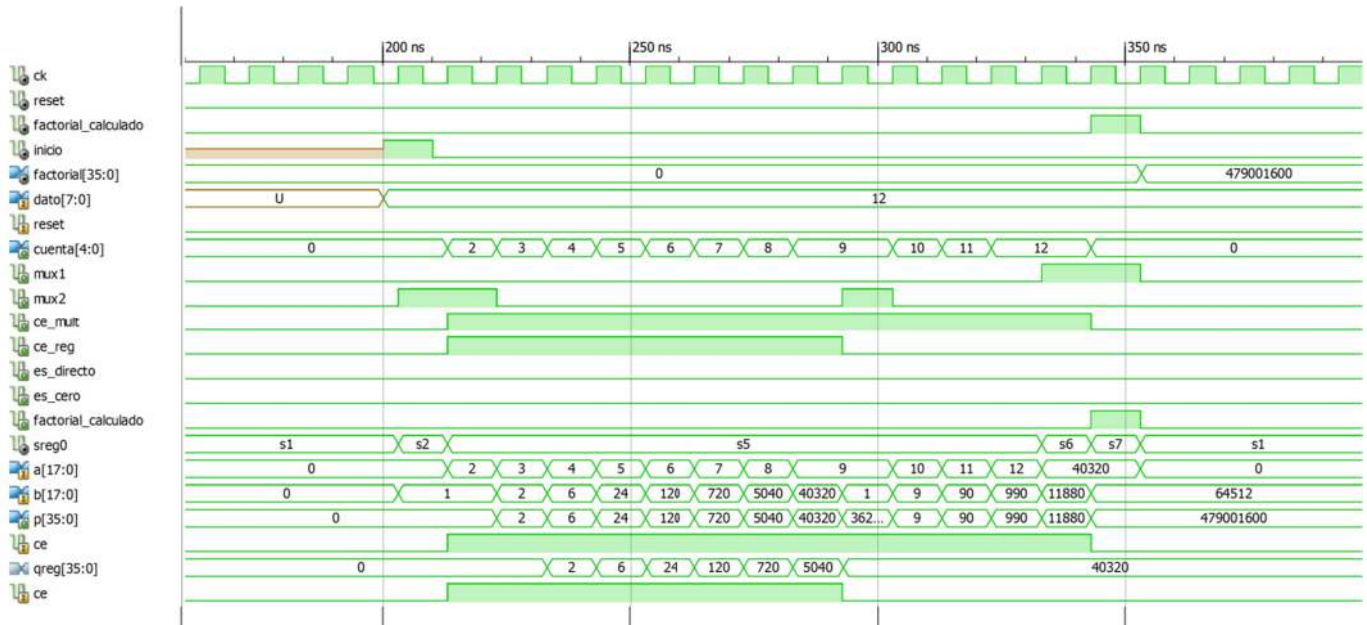 200 ns 250 ns 300 ns 350 ns
ck
reset
factorial_calculado
inicio
factorial[35:0] 0 479001600
dato[7:0] U 12
reset
cuenta[4:0] 0 2 3 4 5 6 7 8 9 10 11 12 0
mux1
mux2
ce_mult
ce_reg
es_directo
es_cero
factorial_calculado
sreg0 s1 s2 s5 s6 s7 s1
a[17:0] 0 2 3 4 5 6 7 8 9 10 11 12 40320 0
b[17:0] 0 1 2 6 24 120 720 5040 40320 1 9 90 990 11880 64512
p[35:0] 0 2 6 24 120 720 5040 40320 362... 9 90 990 11880 479001600
ce
qreg[35:0] 0 2 6 24 120 720 5040 40320
ce